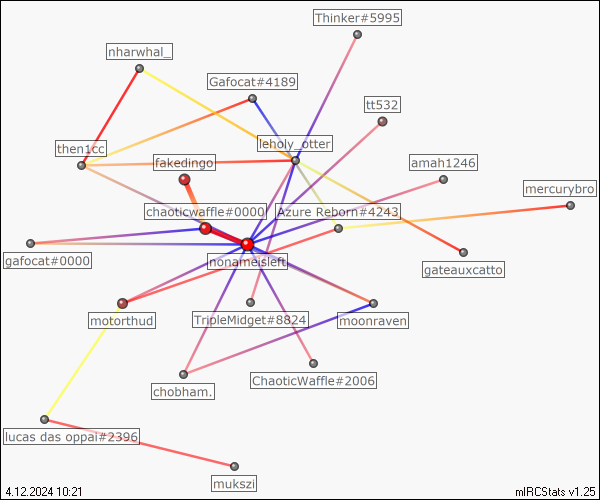 Thinker#5995
nharwhal_
Gafocat#4189
tt532
then1cc
leholy_otter
fakedingo
amah1246
mercurybro
chaoticwaffle#0000
Azure Reborn#4243
gafocat#0000
nonameisleft
gateauxcatto
motorthud
TripleMidget#8824
moonraven
ChaoticWaffle#2006
chobham.
lucas das oppai#2396
mukszi
4.12.2024 10:21
mIRCStats v1.25